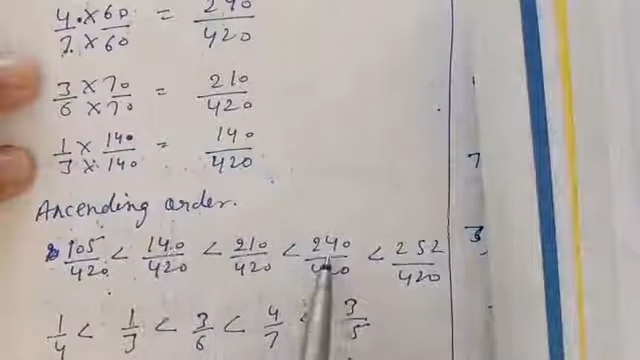 4 × 60 = 240
7 × 60 420
3 × 70 = 210
6 × 70 420
1 × 140 = 140
3 × 140 420
Ascending order.
105 < 140 < 210 < 240 < 252
420 420 420 420 420
1 < 1 < 3 < 4 < 3
4 3 6 7 5
7
3